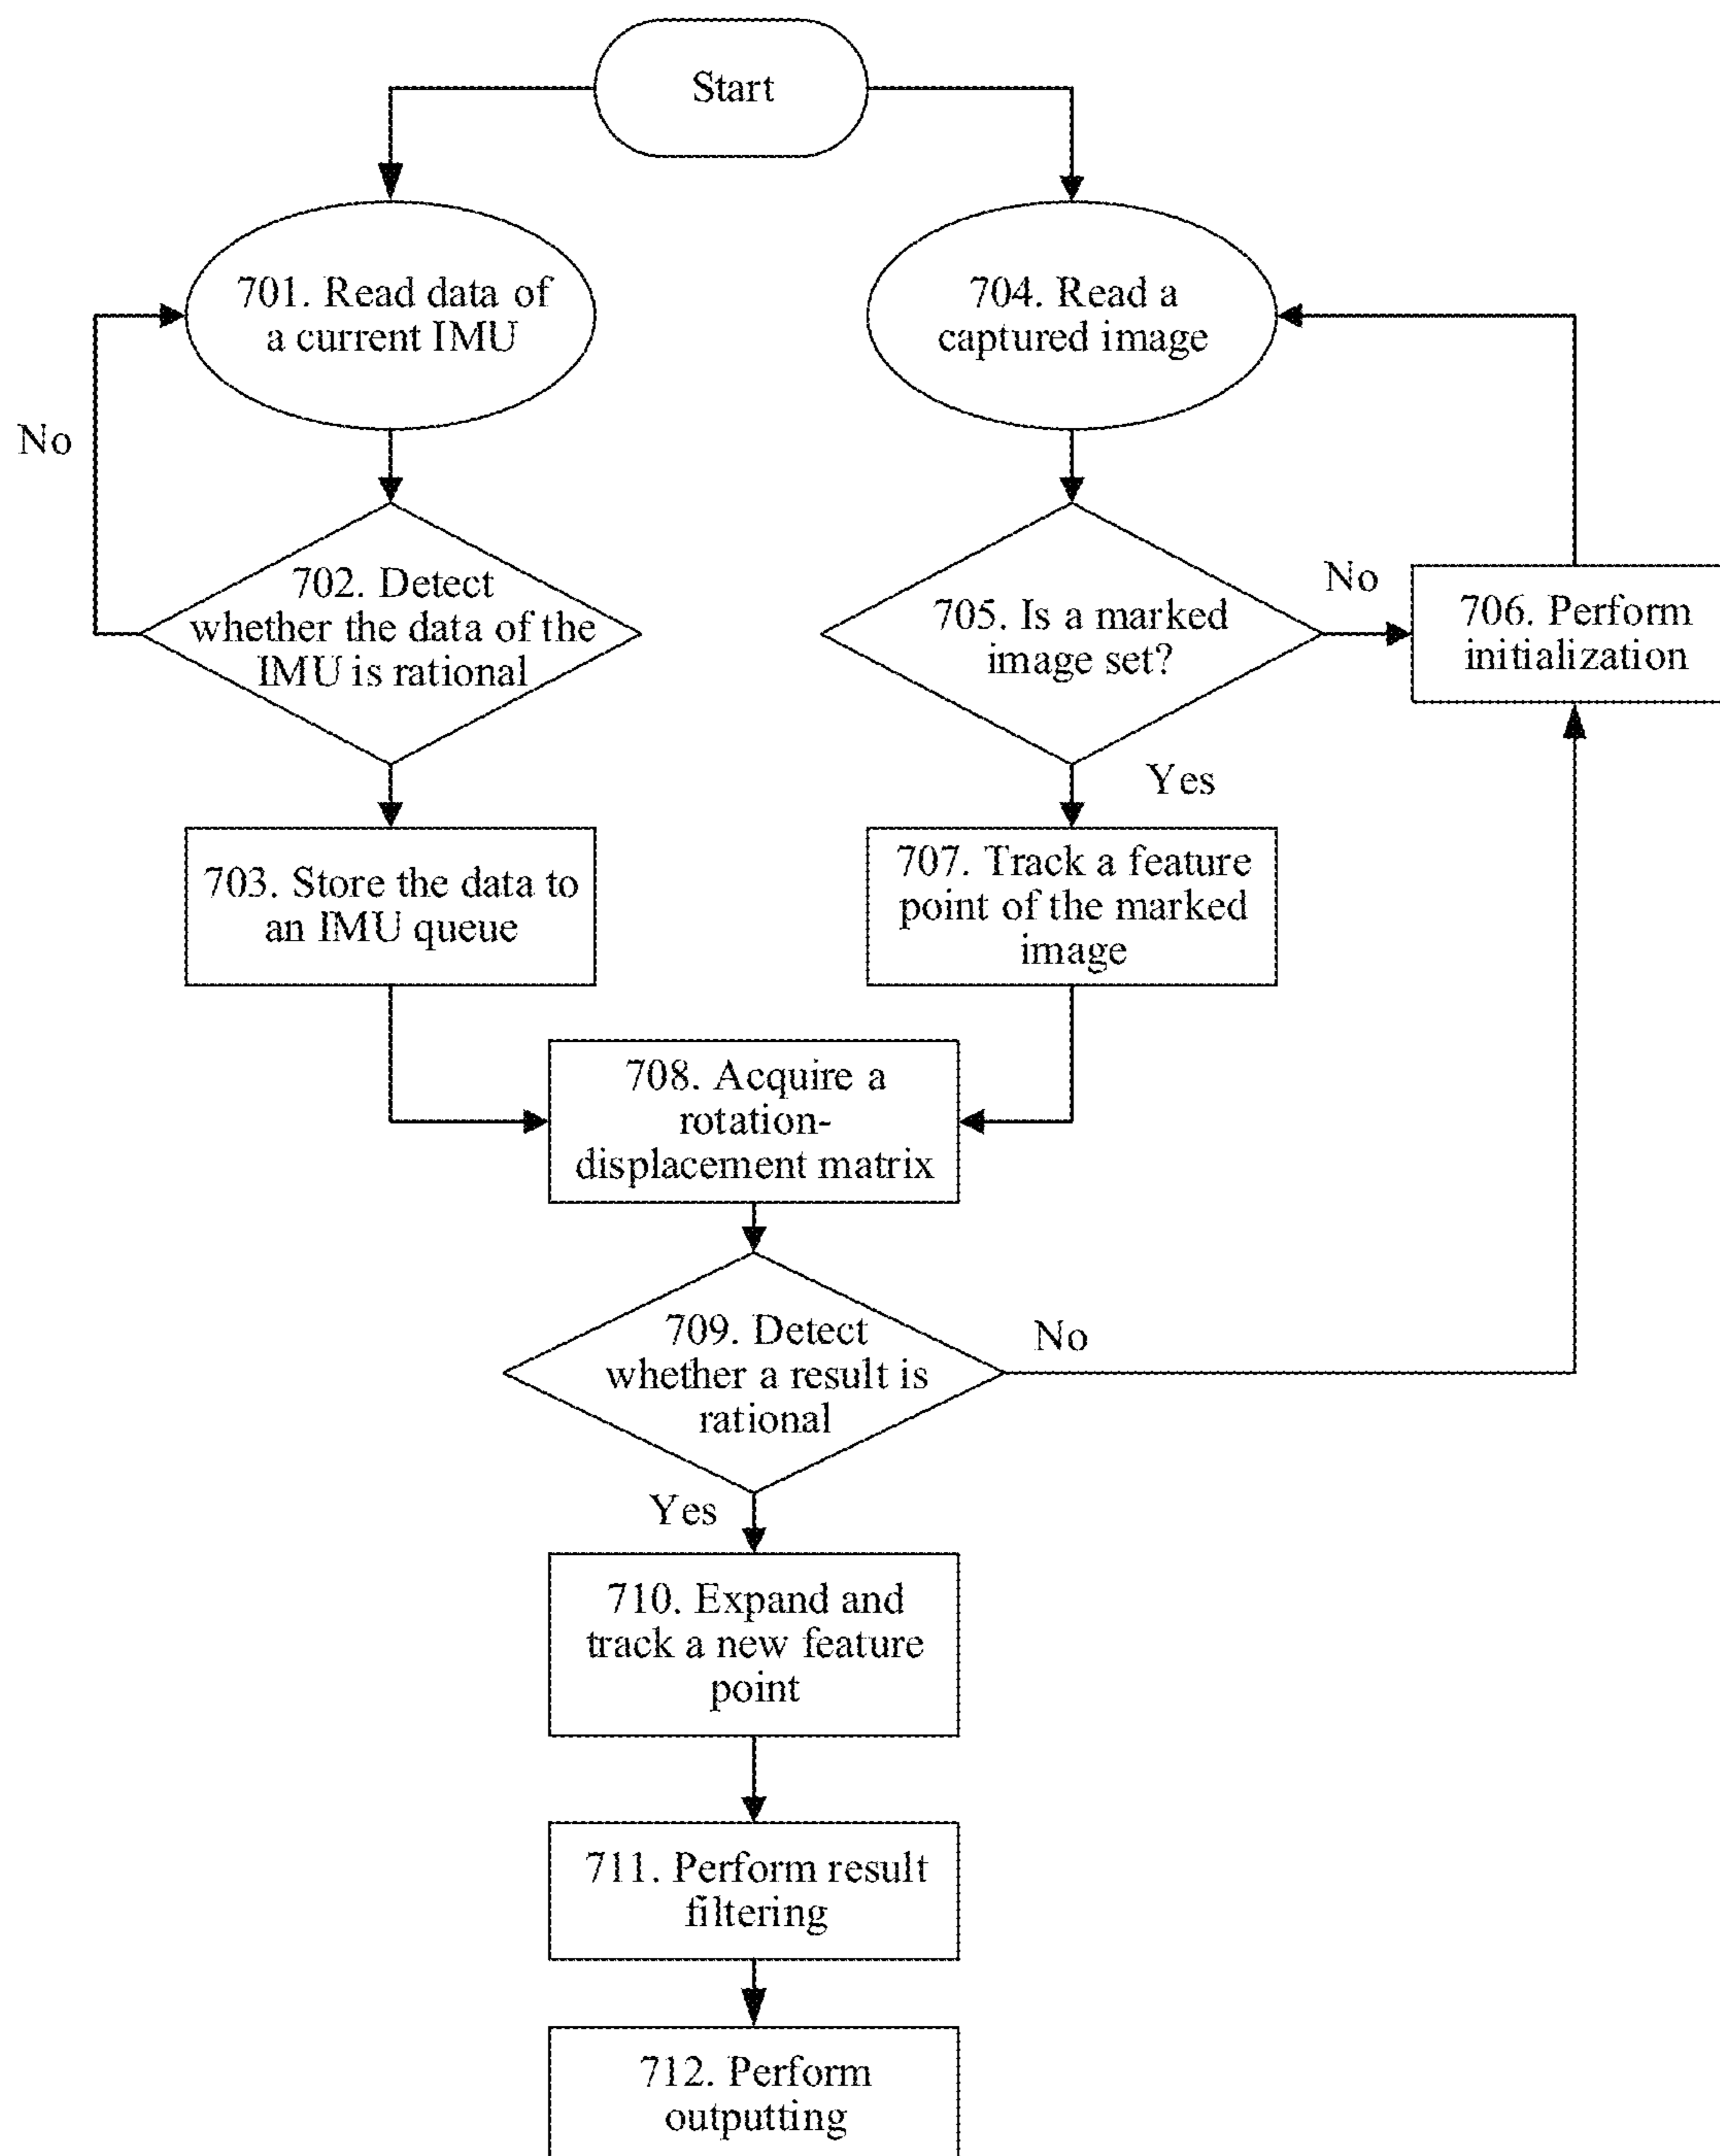 Start
701. Read data of
a current IMU
704. Read a
captured image
No
702. Detect
whether the data of the
IMU is rational
705. Is a marked
image set?
No
706. Perform
initialization
Yes
703. Store the data to
an IMU queue
707. Track a feature
point of the marked
image
708. Acquire a
rotation-
displacement matrix
709. Detect
whether a result is
rational
No
Yes
710. Expand and
track a new feature
point
711. Perform result
filtering
712. Perform
outputting